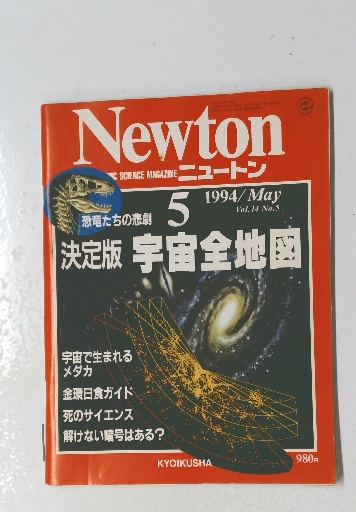 Newton
IC SCIENCE MAGAZINE ニュートン
恐竜たちの悲劇
5
1994/May
Vol.14 No.5
決定版 宇宙全地図
宇宙で生まれる
メダカ
金環日食ガイド
死のサイエンス
解けない暗号はある?
KYOIKUSHA
980円